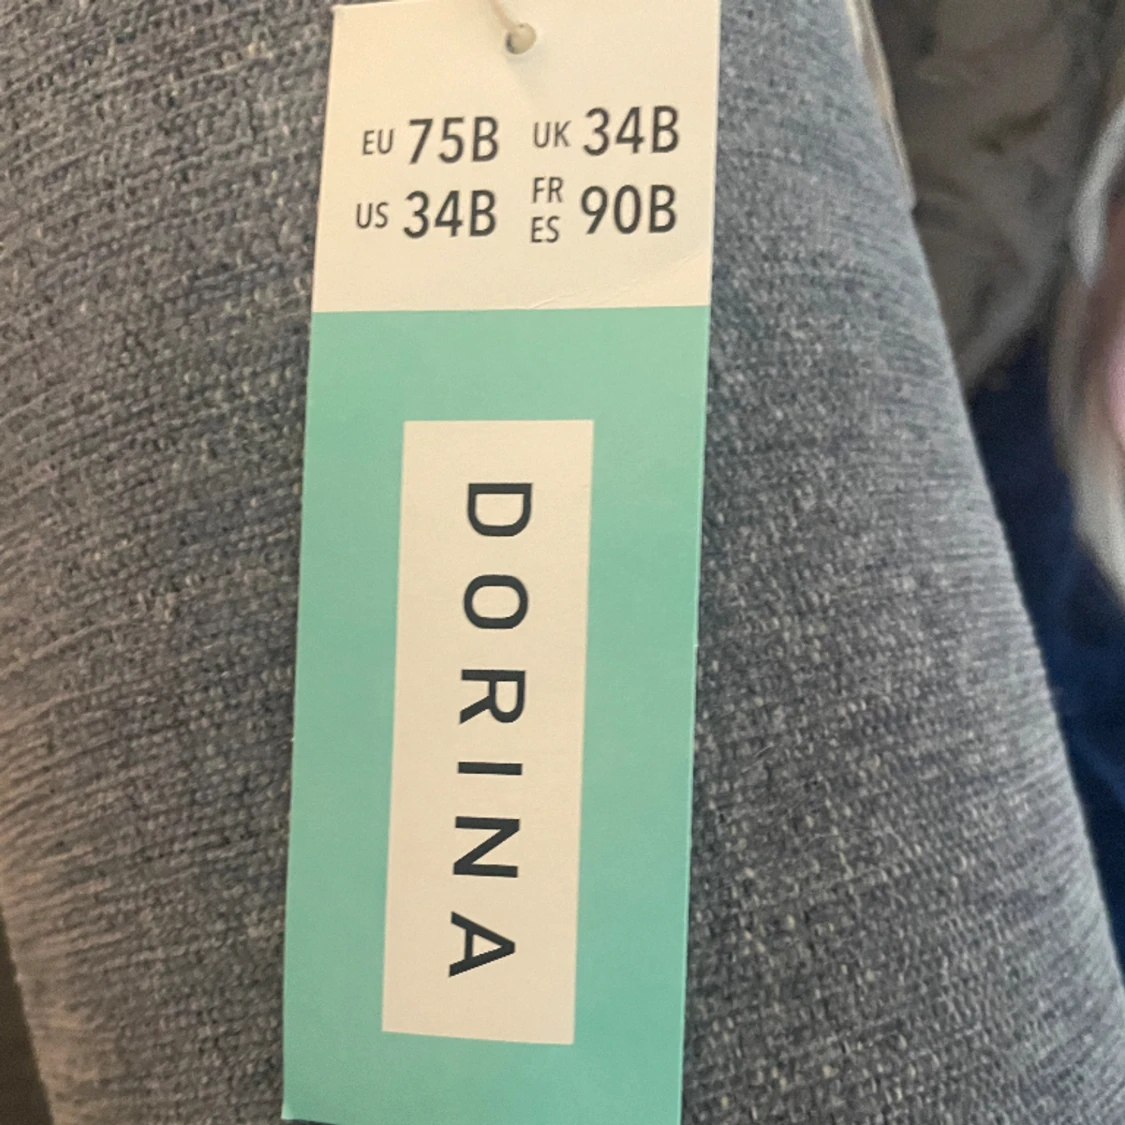 EU 75B UK 34B
US 34B FR ES 90B
DORINA